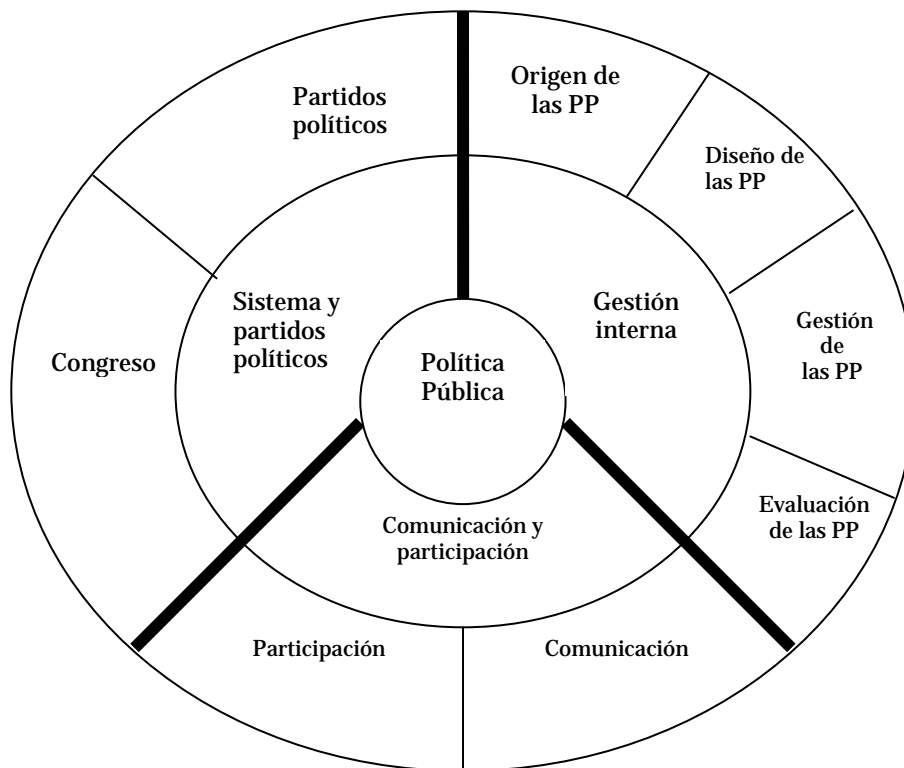 Partidos
políticos
Origen de
las PP
Diseño de
las PP
Sistema y
partidos
políticos
Gestión
interna
Gestión
de
las PP
Congreso
Política
Pública
Evaluación
de las PP
Comunicación y
participación
Participación
Comunicación